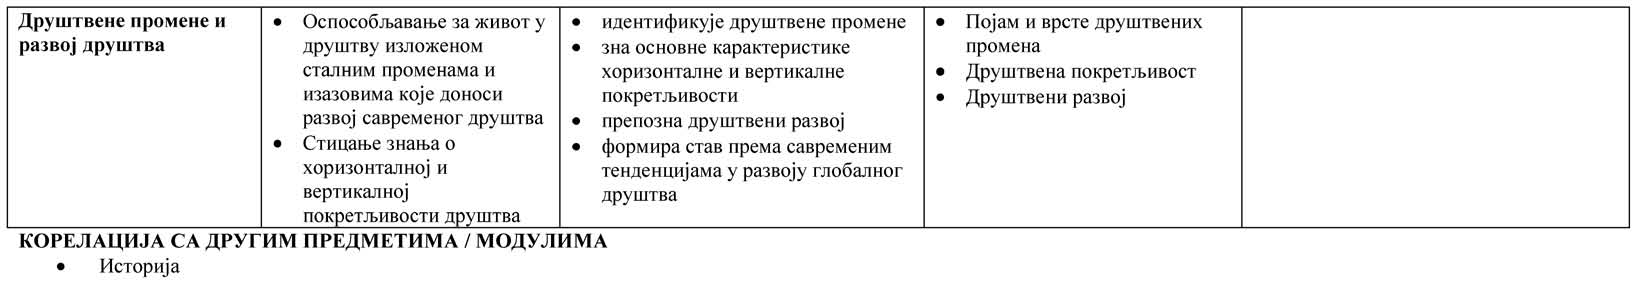 Друштвене промене и
развој друштва
• Оспособљавање за живот у
друштву изложеном
сталним променама и
изазовима које доноси
развој савременог друштва
• Стицање знања о
хоризонталној и
вертикалној
покретљивости друштва
• идентификује друштвене промене
• зна основне карактеристике
хоризонталне и вертикалне
покретљивости
• препозна друштвени развој
• формира став према савременим
тенденцијама у развоју глобалног
друштва
• Појам и врсте друштвених
промена
• Друштвена покретљивост
• Друштвени развој
КОРЕЛАЦИЈА СА ДРУГИМ ПРЕДМЕТИМА / МОДУЛИМА
• Историја